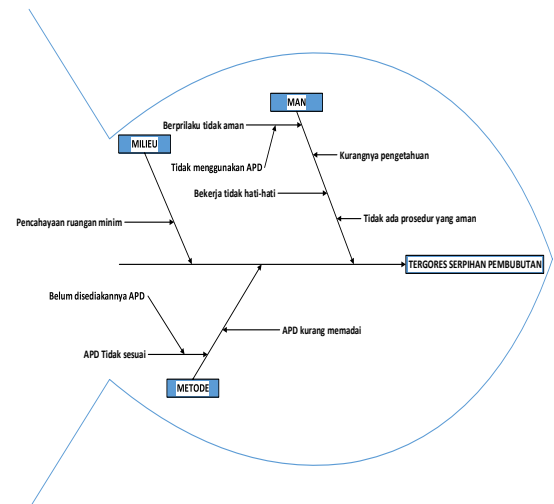 MAN
Berprilaku tidak aman
MILIEU
Kurangnya pengetahuan
Tidak menggunakan APD
Bekerja tidak hati-hati
Pencahayaan ruangan minim
Tidak ada prosedur yang aman
TERGORES SERPIHAN PEMBUBUTAN
Belum disediakannya APD
APD kurang memadai
APD Tidak sesuai
METODE